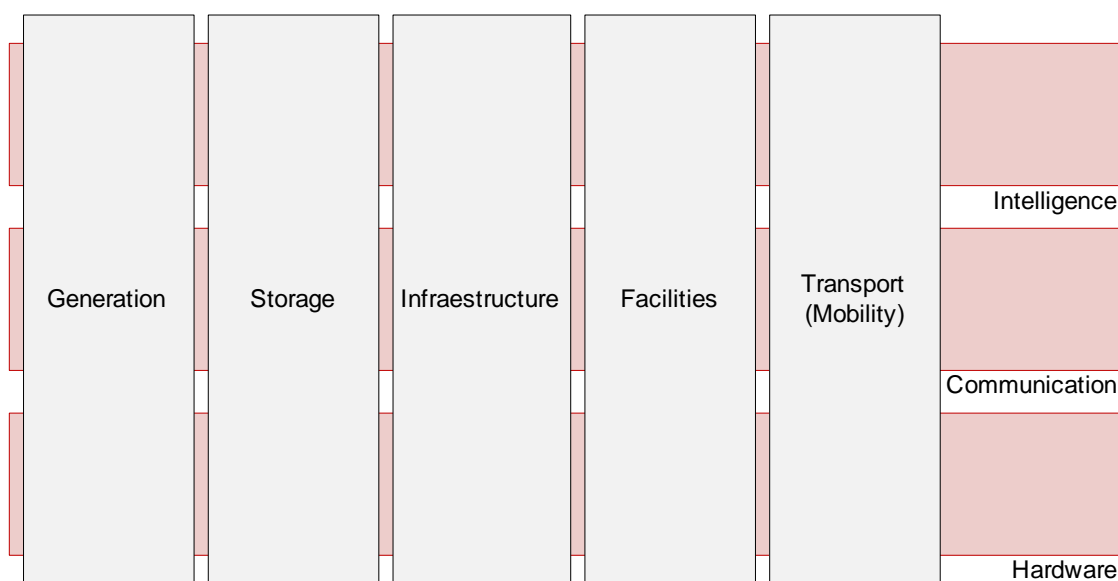 Intelligence
Generation
Storage
Infraestructure
Facilities
Transport
(Mobility)
Communication
Hardware